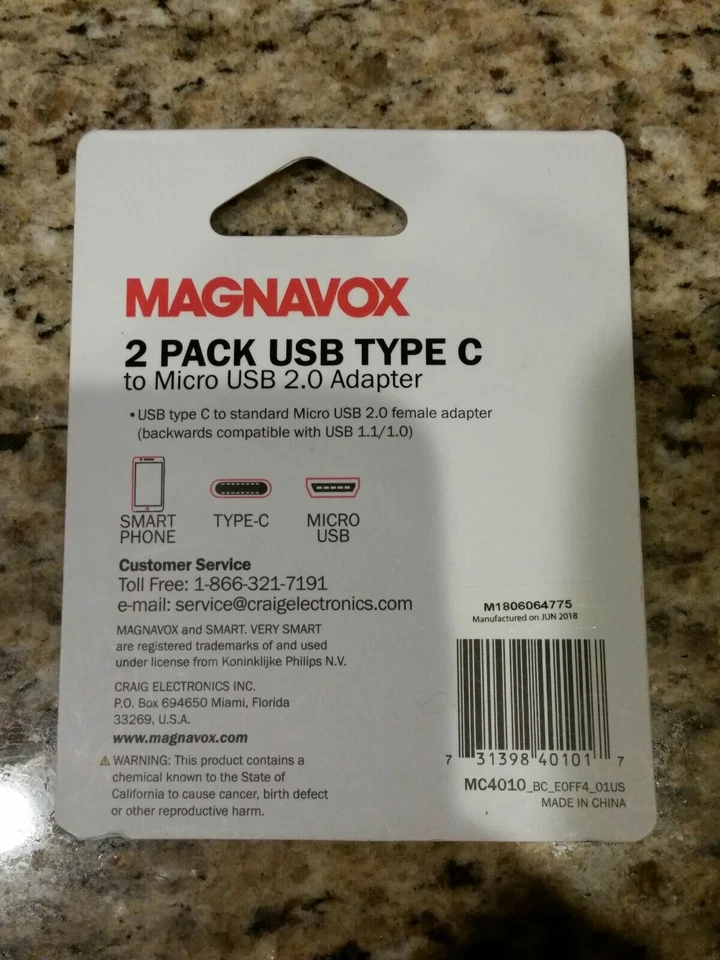 MAGNAVOX
2 PACK USB TYPE C
to Micro USB 2.0 Adapter
• USB type C to standard Micro USB 2.0 female adapter
(backwards compatible with USB 1.1/1.0)
SMART
PHONE
TYPE-C
MICRO
USB
Customer Service
Toll Free: 1-866-321-7191
e-mail: service@craigelectronics.com
MAGNAVOX and SMART. VERY SMART
are registered trademarks of and used
under license from Koninklijke Philips N.V.
CRAIG ELECTRONICS INC.
P.O. Box 694650 Miami, Florida
33269, U.S.A.
www.magnavox.com
⚠ WARNING: This product contains a
chemical known to the State of
California to cause cancer, birth defect
or other reproductive harm.
M1806064775
Manufactured on JUN 2018
7 31398 40101 7
MC4010_BC_EOFF4_01US
MADE IN CHINA